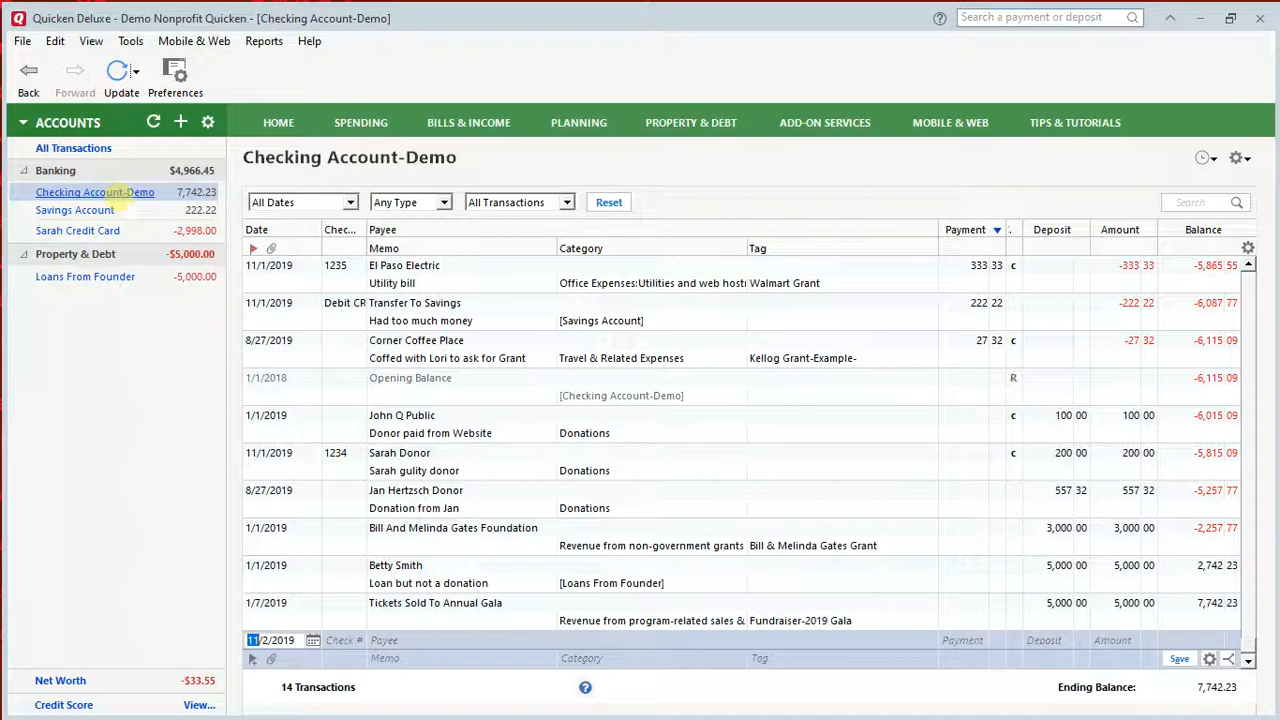 Quicken Deluxe - Demo Nonprofit Quicken - [Checking Account-Demo]
Search a payment or deposit
File Edit View Tools Mobile & Web Reports Help
Back Forward Update Preferences
ACCOUNTS HOME SPENDING BILLS & INCOME PLANNING PROPERTY & DEBT ADD-ON SERVICES MOBILE & WEB TIPS & TUTORIALS
All Transactions
Banking $4,966.45
Checking Account-Demo 7,742.23
Savings Account 222.22
Sarah Credit Card -2,998.00
Property & Debt -$5,000.00
Loans From Founder -5,000.00
Net Worth -$33.55
Credit Score View...
Checking Account-Demo
All Dates Any Type All Transactions Reset Search
Date Chec... Payee Payment . Deposit Amount Balance
Memo Category Tag
11/1/2019 1235 El Paso Electric 333 33 c -333 33 -5,865 55
Utility bill Office Expenses:Utilities and web hosti Walmart Grant
11/1/2019 Debit CR Transfer To Savings 222 22 -222 22 -6,087 77
Had too much money [Savings Account]
8/27/2019 Corner Coffee Place 27 32 c -27 32 -6,115 09
Coffed with Lori to ask for Grant Travel & Related Expenses Kellog Grant-Example-
1/1/2018 Opening Balance R -6,115 09
[Checking Account-Demo]
1/1/2019 John Q Public c 100 00 100 00 -6,015 09
Donor paid from Website Donations
11/1/2019 1234 Sarah Donor c 200 00 200 00 -5,815 09
Sarah gulity donor Donations
8/27/2019 Jan Hertzsch Donor 557 32 557 32 -5,257 77
Donation from Jan Donations
1/1/2019 Bill And Melinda Gates Foundation 3,000 00 3,000 00 -2,257 77
Revenue from non-government grants Bill & Melinda Gates Grant
1/1/2019 Betty Smith 5,000 00 5,000 00 2,742 23
Loan but not a donation [Loans From Founder]
1/7/2019 Tickets Sold To Annual Gala 5,000 00 5,000 00 7,742 23
Revenue from program-related sales & Fundraiser-2019 Gala
11/2/2019 Check # Payee Payment Deposit Amount
Memo Category Tag Save
14 Transactions Ending Balance: 7,742.23